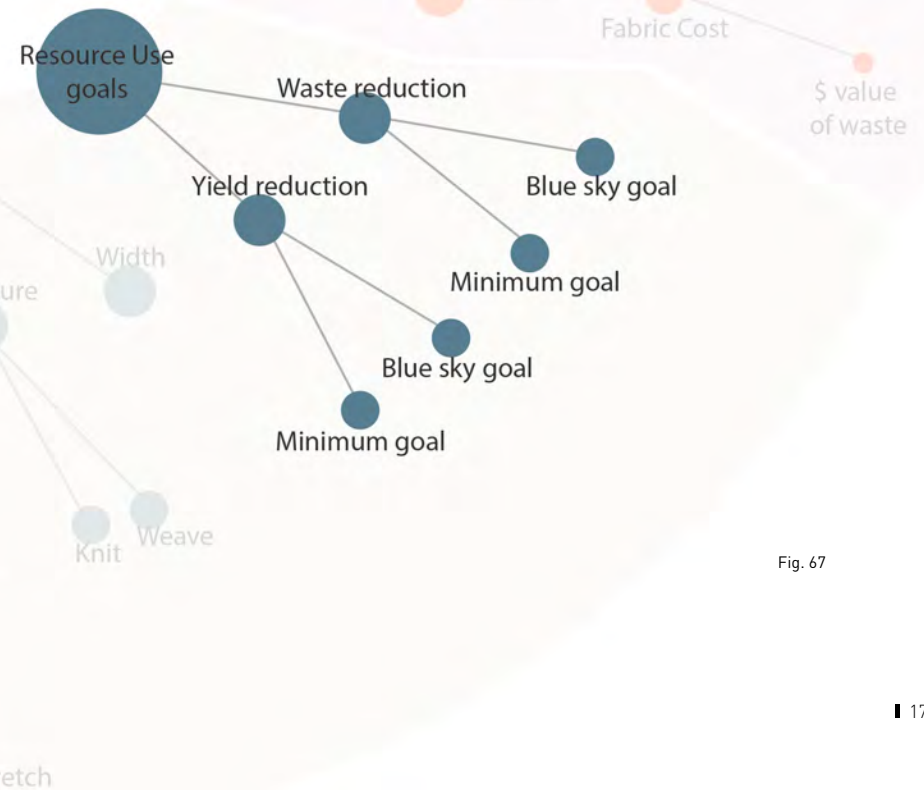 Fabric Cost
$ value
of waste
Resource Use
goals
Waste reduction
Blue sky goal
Yield reduction
Minimum goal
Width
ure
Blue sky goal
Minimum goal
Knit
Weave
Fig. 67
17
etch